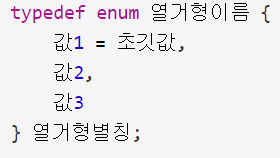 typedef enum 열거형이름 {
    값1 = 초깃값,
    값2,
    값3
} 열거형별칭;